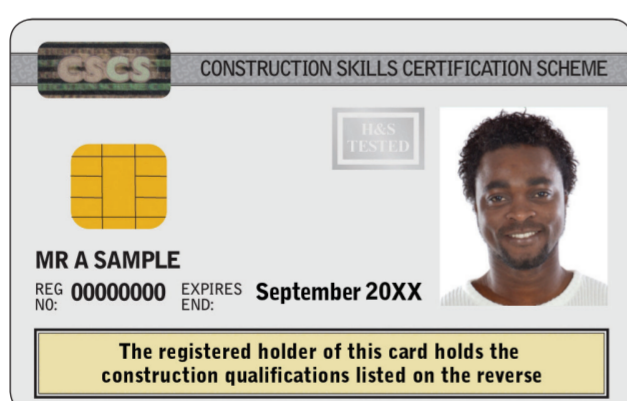 CSCS
CONSTRUCTION SKILLS CERTIFICATION SCHEME
H&S
TESTED
MR A SAMPLE
REG NO: 00000000 EXPIRES END: September 20XX
The registered holder of this card holds the
construction qualifications listed on the reverse